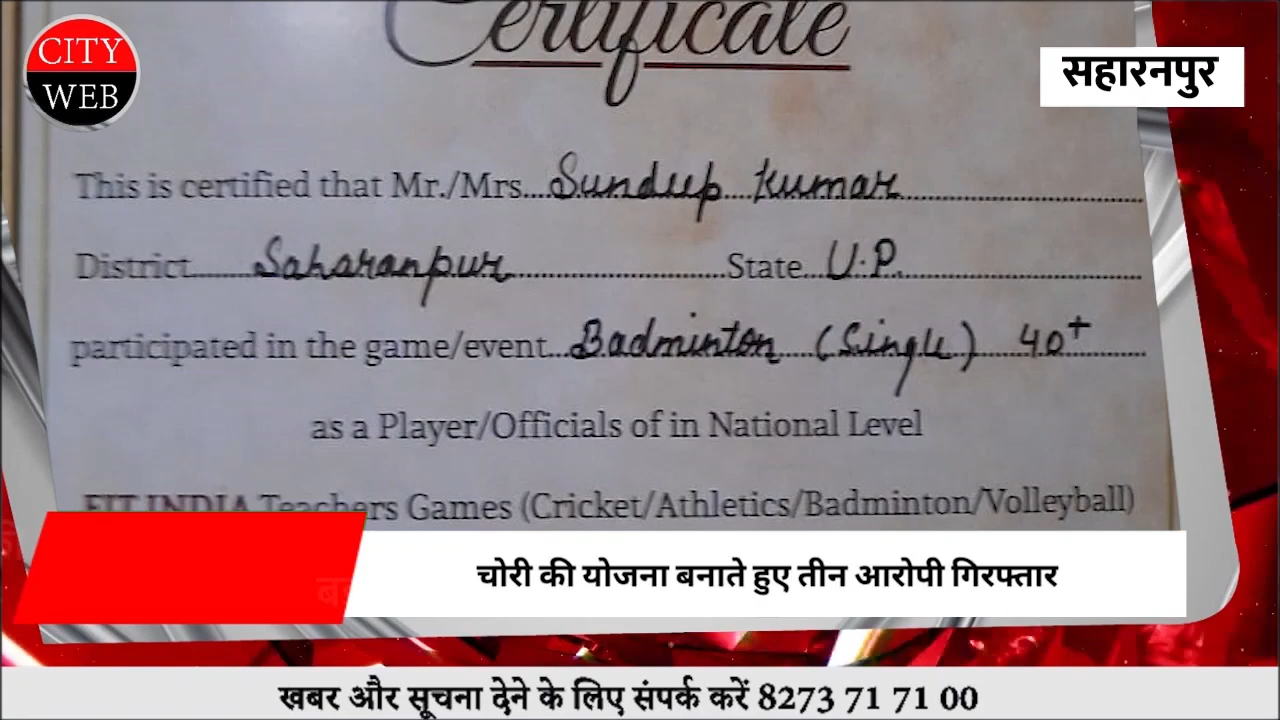 CITY
WEB
सहारनपुर
Certificate
This is certified that Mr./Mrs....Sundeep Kumar
District......Saharanpur......State...U.P.
participated in the game/event...Badminton (Single) 40+
as a Player/Officials of in National Level
FIT INDIA Teachers Games (Cricket/Athletics/Badminton/Volleyball)
चोरी की योजना बनाते हुए तीन आरोपी गिरफ्तार
खबर और सूचना देने के लिए संपर्क करें 8273 71 71 00